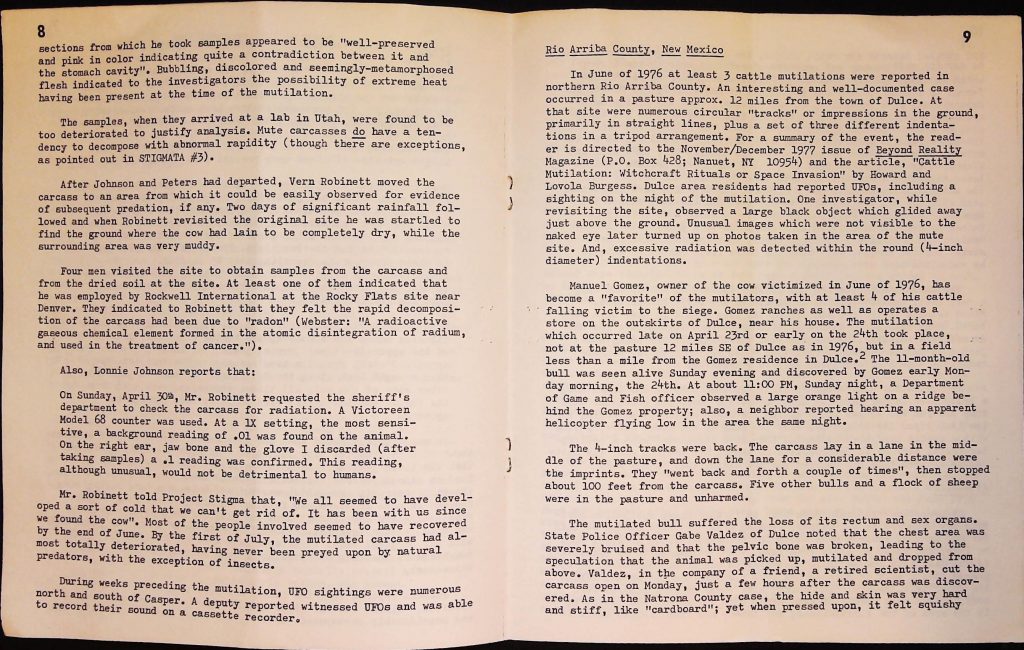 8
sections from which he took samples appeared to be "well-preserved
and pink in color indicating quite a contradiction between it and
the stomach cavity". Bubbling, discolored and seemingly-metamorphosed
flesh indicated to the investigators the possibility of extreme heat
having been present at the time of the mutilation.
The samples, when they arrived at a lab in Utah, were found to be
too deteriorated to justify analysis. Mute carcasses do have a ten-
dency to decompose with abnormal rapidity (though there are exceptions,
as pointed out in STIGMATA #3).
After Johnson and Peters had departed, Vern Robinett moved the
carcass to an area from which it could be easily observed for evidence
of subsequent predation, if any. Two days of significant rainfall fol-
lowed and when Robinett revisited the original site he was startled to
find the ground where the cow had lain to be completely dry, while the
surrounding area was very muddy.
Four men visited the site to obtain samples from the carcass and
from the dried soil at the site. At least one of them indicated that
he was employed by Rockwell International at the Rocky Flats site near
Denver. They indicated to Robinett that they felt the rapid decomposi-
tion of the carcass had been due to "radon" (Webster: "A radioactive
gaseous chemical element formed in the atomic disintegration of radium,
and used in the treatment of cancer.").
Also, Lonnie Johnson reports that:
On Sunday, April 30th, Mr. Robinett requested the sheriff's
department to check the carcass for radiation. A Victoreen
Model 68 counter was used. At a 1X setting, the most sensi-
tive, a background reading of .01 was found on the animal.
On the right ear, jaw bone and the glove I discarded (after
taking samples) a .1 reading was confirmed. This reading,
although unusual, would not be detrimental to humans.
Mr. Robinett told Project Stigma that, "We all seemed to have devel-
oped a sort of cold that we can't get rid of. It has been with us since
we found the cow". Most of the people involved seemed to have recovered
by the end of June. By the first of July, the mutilated carcass had al-
most totally deteriorated, having never been preyed upon by natural
predators, with the exception of insects.
During weeks preceding the mutilation, UFO sightings were numerous
north and south of Casper. A deputy reported witnessed UFOs and was able
to record their sound on a cassette recorder.
9
Rio Arriba County, New Mexico
In June of 1976 at least 3 cattle mutilations were reported in
northern Rio Arriba County. An interesting and well-documented case
occurred in a pasture approx. 12 miles from the town of Dulce. At
that site were numerous circular "tracks" or impressions in the ground,
primarily in straight lines, plus a set of three different indenta-
tions in a tripod arrangement. For a summary of the event, the read-
er is directed to the November/December 1977 issue of Beyond Reality
Magazine (P.O. Box 428; Nanuet, NY 10954) and the article, "Cattle
Mutilation: Witchcraft Rituals or Space Invasion" by Howard and
Lovola Burgess. Dulce area residents had reported UFOs, including a
sighting on the night of the mutilation. One investigator, while
revisiting the site, observed a large black object which glided away
just above the ground. Unusual images which were not visible to the
naked eye later turned up on photos taken in the area of the mute
site. And, excessive radiation was detected within the round (4-inch
diameter) indentations.
Manuel Gomez, owner of the cow victimized in June of 1976, has
become a "favorite" of the mutilators, with at least 4 of his cattle
falling victim to the siege. Gomez ranches as well as operates a
store on the outskirts of Dulce, near his house. The mutilation
which occurred late on April 23rd or early on the 24th took place,
not at the pasture 12 miles SE of Dulce as in 1976, but in a field
less than a mile from the Gomez residence in Dulce.2 The 11-month-old
bull was seen alive Sunday evening and discovered by Gomez early Mon-
day morning, the 24th. At about 11:00 PM, Sunday night, a Department
of Game and Fish officer observed a large orange light on a ridge be-
hind the Gomez property; also, a neighbor reported hearing an apparent
helicopter flying low in the area the same night.
The 4-inch tracks were back. The carcass lay in a lane in the mid-
dle of the pasture, and down the lane for a considerable distance were
the imprints. They "went back and forth a couple of times", then stopped
about 100 feet from the carcass. Five other bulls and a flock of sheep
were in the pasture and unharmed.
The mutilated bull suffered the loss of its rectum and sex organs.
State Police Officer Gabe Valdez of Dulce noted that the chest area was
severely bruised and that the pelvic bone was broken, leading to the
speculation that the animal was picked up, mutilated and dropped from
above. Valdez, in the company of a friend, a retired scientist, cut the
carcass open on Monday, just a few hours after the carcass was discov-
ered. As in the Natrona County case, the hide and skin was very hard
and stiff, like "cardboard"; yet when pressed upon, it felt squishy